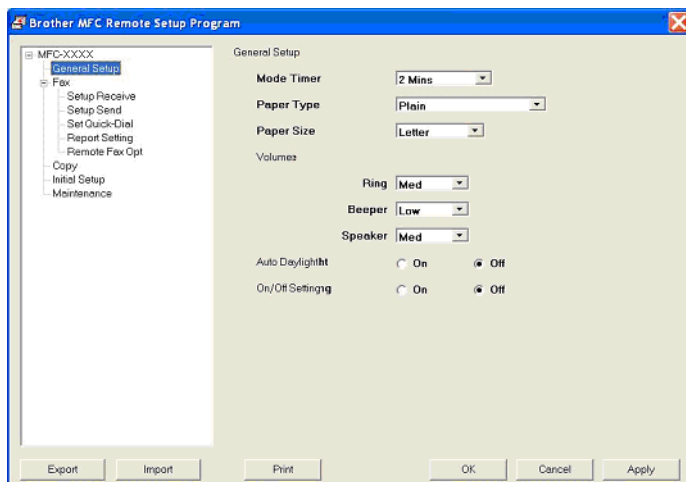 Brother MFC Remote Setup Program
MFC-XXXX
General Setup
Fax
Setup Receive
Setup Send
Set Quick-Dial
Report Setting
Remote Fax Opt
Copy
Initial Setup
Maintenance
General Setup
Mode Timer 2 Mins
Paper Type Plain
Paper Size Letter
Volumes
Ring Med
Beeper Low
Speaker Med
Auto Daylightht On Off
On/Off Settingng On Off
Export Import Print OK Cancel Apply